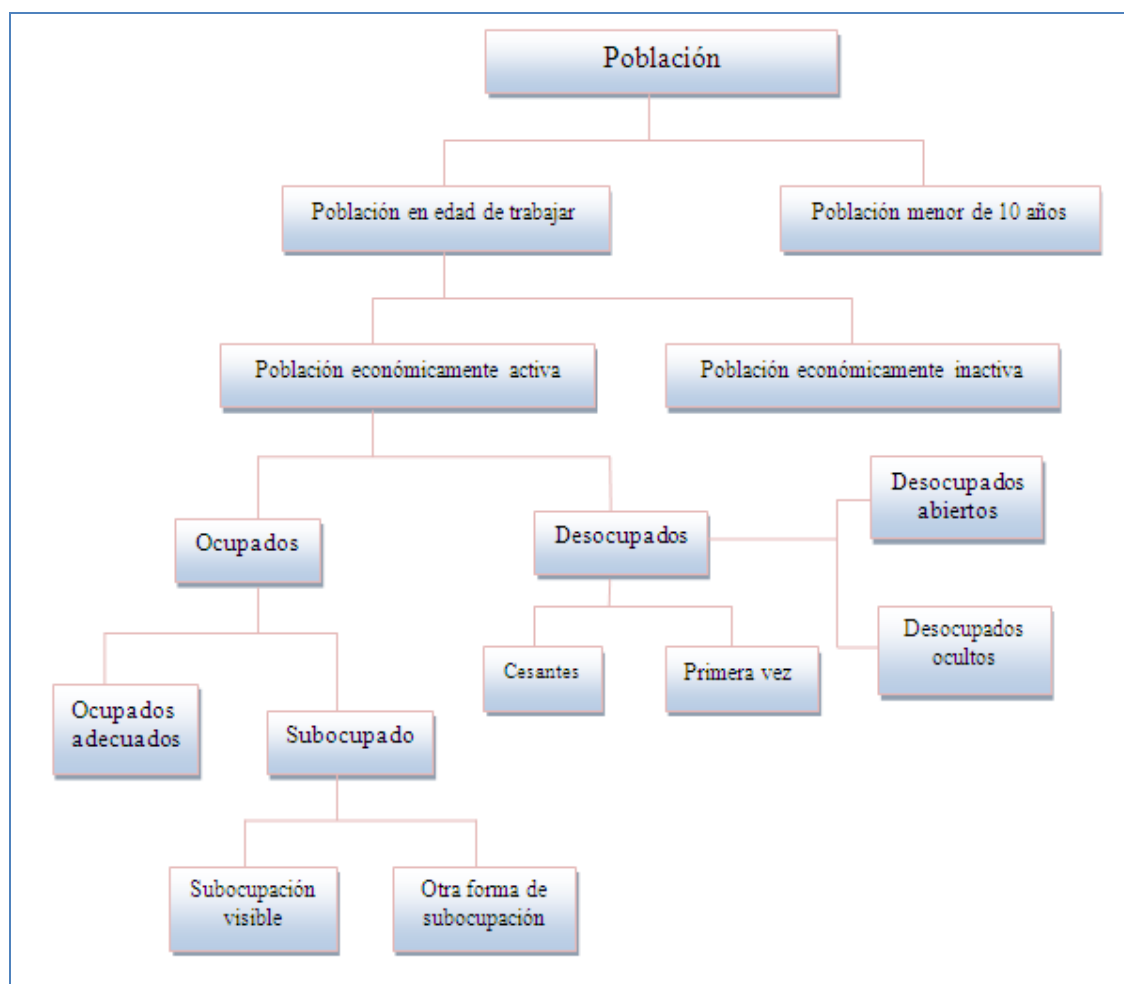 Población
Población en edad de trabajar
Población menor de 10 años
Población económicamente activa
Población económicamente inactiva
Ocupados
Desocupados
Desocupados
abiertos
Desocupados
ocultos
Cesantes
Primera vez
Ocupados
adecuados
Subocupado
Subocupación
visible
Otra forma de
subocupación